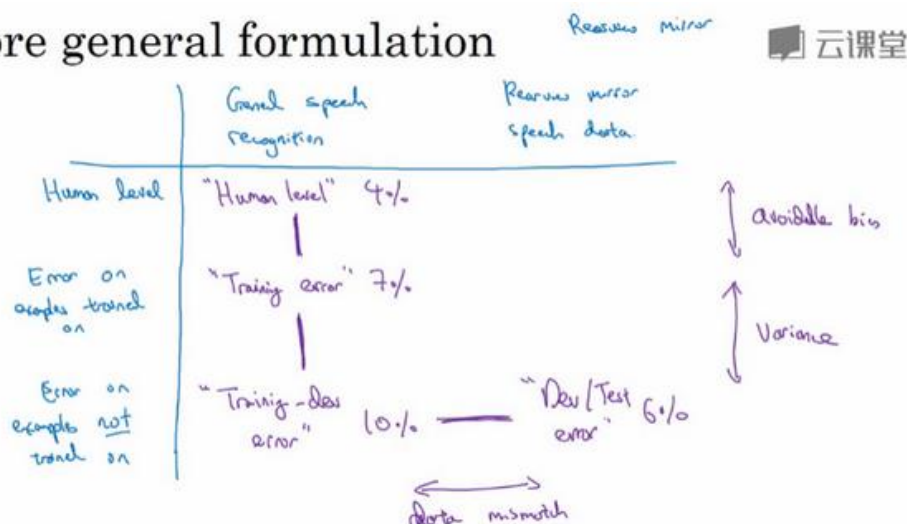 re general formulation
Rearview mirror
云课堂
General speech
recognition
Rearview mirror
speech data.
Human level
"Human level" 4%
avoidable bias
Error on
examples trained
on
"Training error" 7%
Variance
Error on
examples not
trained on
"Training-dev
error" 10%
"Dev/Test
error" 6%
data mismatch